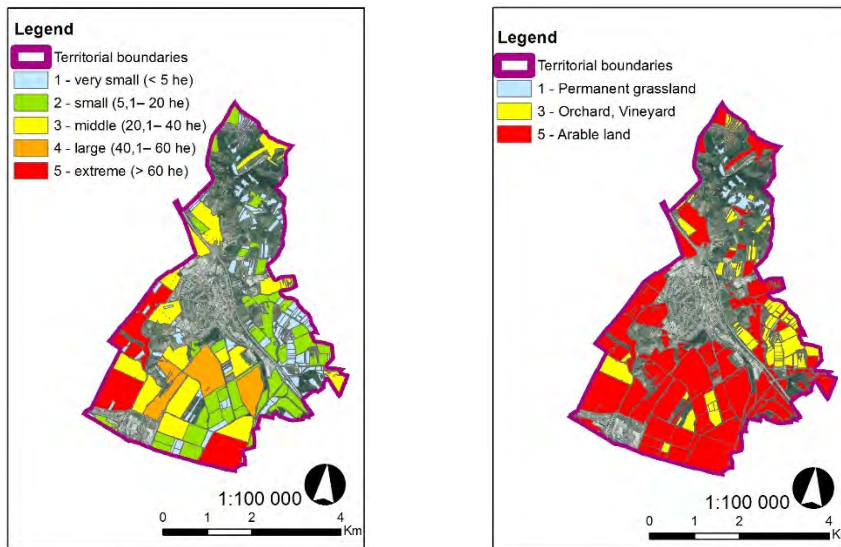 Legend
Territorial boundaries
1 - very small (< 5 he)
2 - small (5,1– 20 he)
3 - middle (20,1– 40 he)
4 - large (40,1– 60 he)
5 - extreme (> 60 he)
1:100 000
0 1 2 4
Km
Legend
Territorial boundaries
1 - Permanent grassland
3 - Orchard, Vineyard
5 - Arable land
1:100 000
0 1 2 4
K